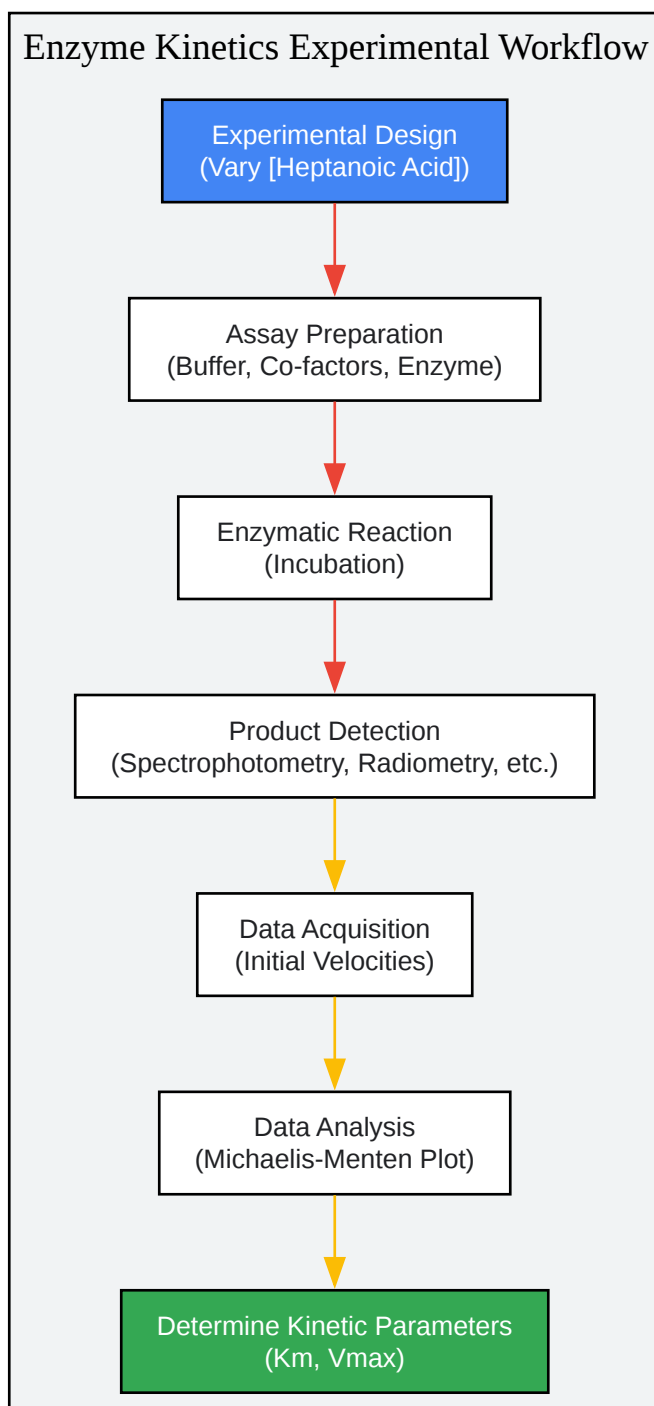 Enzyme Kinetics Experimental Workflow
Experimental Design
(Vary [Heptanoic Acid])
Assay Preparation
(Buffer, Co-factors, Enzyme)
Enzymatic Reaction
(Incubation)
Product Detection
(Spectrophotometry, Radiometry, etc.)
Data Acquisition
(Initial Velocities)
Data Analysis
(Michaelis-Menten Plot)
Determine Kinetic Parameters
(Km, Vmax)